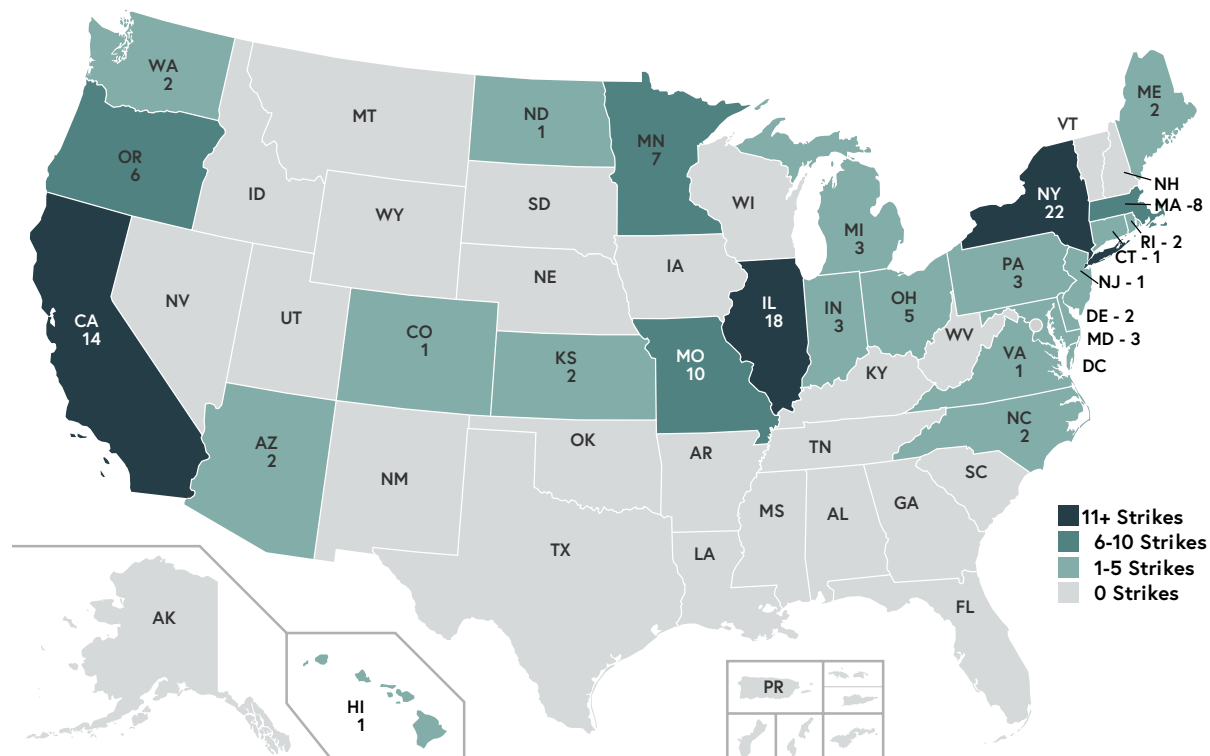 WA
2
ME
2
MT
ND
1
VT
MN
7
OR
6
ID
NH
NY
22
MA -8
WI
SD
WY
MI
3
RI - 2
CT - 1
PA
3
IA
NE
NJ - 1
NV
IL
18
IN
3
OH
5
UT
CA
14
CO
1
DE - 2
MD - 3
WV
VA
1
KS
2
MO
10
DC
KY
NC
2
AZ
2
OK
TN
AR
SC
NM
MS
AL
GA
11+ Strikes
6-10 Strikes
TX
LA
1-5 Strikes
0 Strikes
FL
AK
PR
HI
1